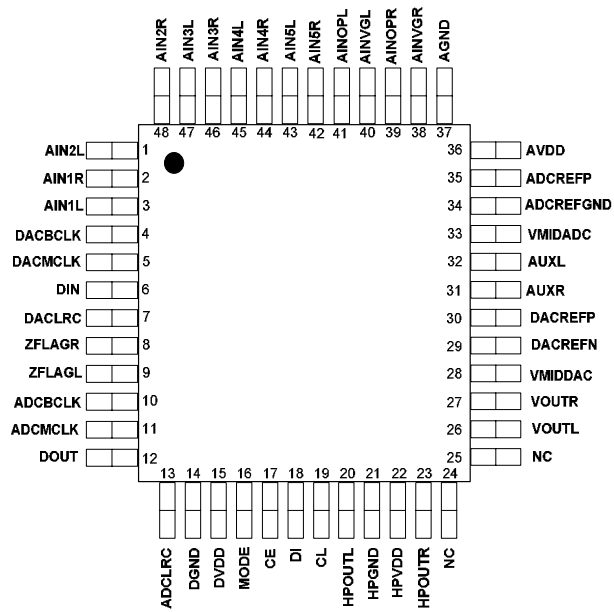 AIN2R AIN3L AIN3R AIN4L AIN4R AIN5L AIN5R AINOPL AINVGL AINOPR AINVGR AGND
48 47 46 45 44 43 42 41 40 39 38 37
AIN2L 1 36 AVDD
AIN1R 2 35 ADCREFP
AIN1L 3 34 ADCREFGND
DACBCLK 4 33 VMIDADC
DACMCLK 5 32 AUXL
DIN 6 31 AUXR
DACLRC 7 30 DACREFP
ZFLAGR 8 29 DACREFN
ZFLAGL 9 28 VMIDDAC
ADCBCLK 10 27 VOUTR
ADCMCLK 11 26 VOUTL
DOUT 12 25 NC
13 14 15 16 17 18 19 20 21 22 23 24
ADCLRC DGND DVDD MODE CE DI CL HPOUTL HPGND HPVDD HPOUTR NC